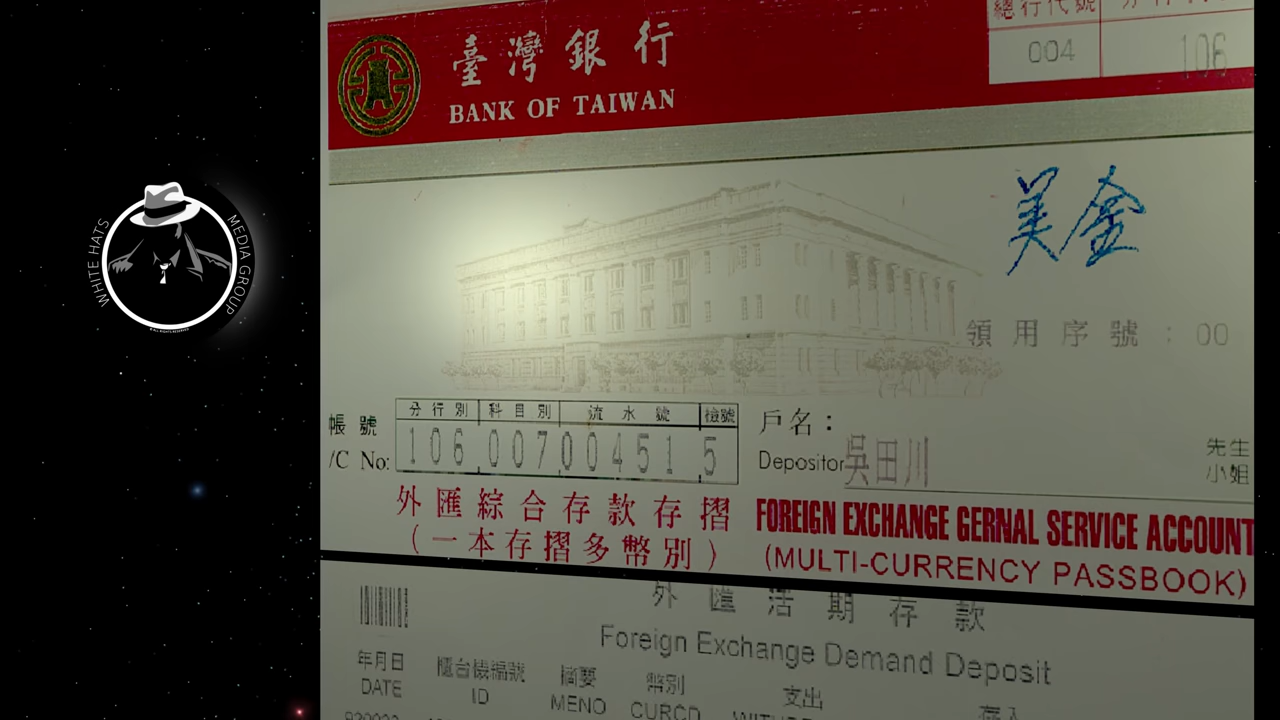 WHITE HATS
MEDIA GROUP
臺灣銀行
BANK OF TAIWAN
004
106
美金
領用序號：00
分行別 科目別 流水號 檢號
帳號
/C No:
106 007 00451 5
戶名：
Depositor
吳田川
先生
小姐
外匯綜合存款存摺
(一本存摺多幣別)
FOREIGN EXCHANGE GERNAL SERVICE ACCOUNT
(MULTI-CURRENCY PASSBOOK)
外匯活期存款
Foreign Exchange Demand Deposit
年月日 櫃台機編號 摘要 幣別 支出 存入
DATE ID MENO CURCD